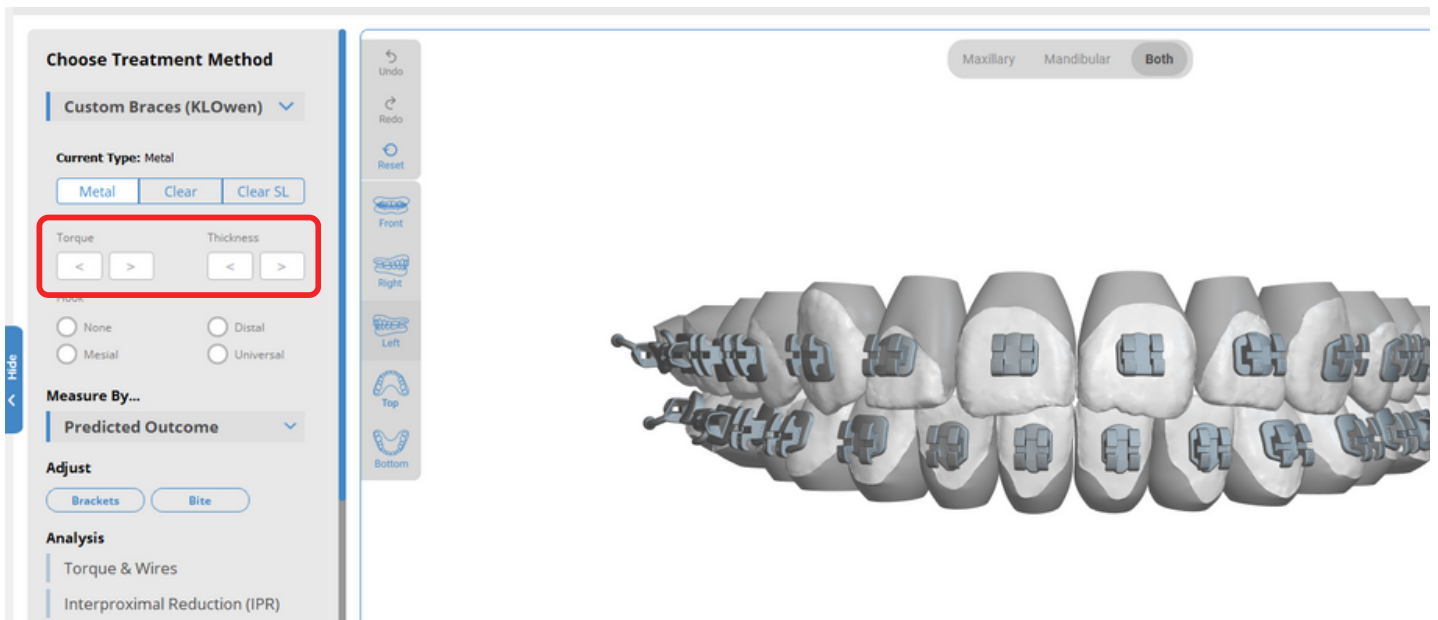 Choose Treatment Method
Custom Braces (KLOwen)
Current Type: Metal
Metal Clear Clear SL
Torque Thickness
< > < >
Hook
None Distal
Mesial Universal
Measure By...
Predicted Outcome
Adjust
Brackets Bite
Analysis
Torque & Wires
Interproximal Reduction (IPR)
Hide
Undo
Redo
Reset
Front
Right
Left
Top
Bottom
Maxillary Mandibular Both